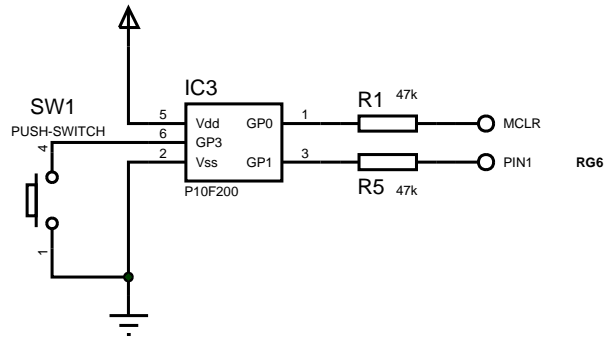 IC3
R1 47k
SW1
PUSH-SWITCH
5 Vdd GP0 1
MCLR
6 GP3
4
2 Vss GP1 3
PIN1 RG6
P10F200
R5 47k
1